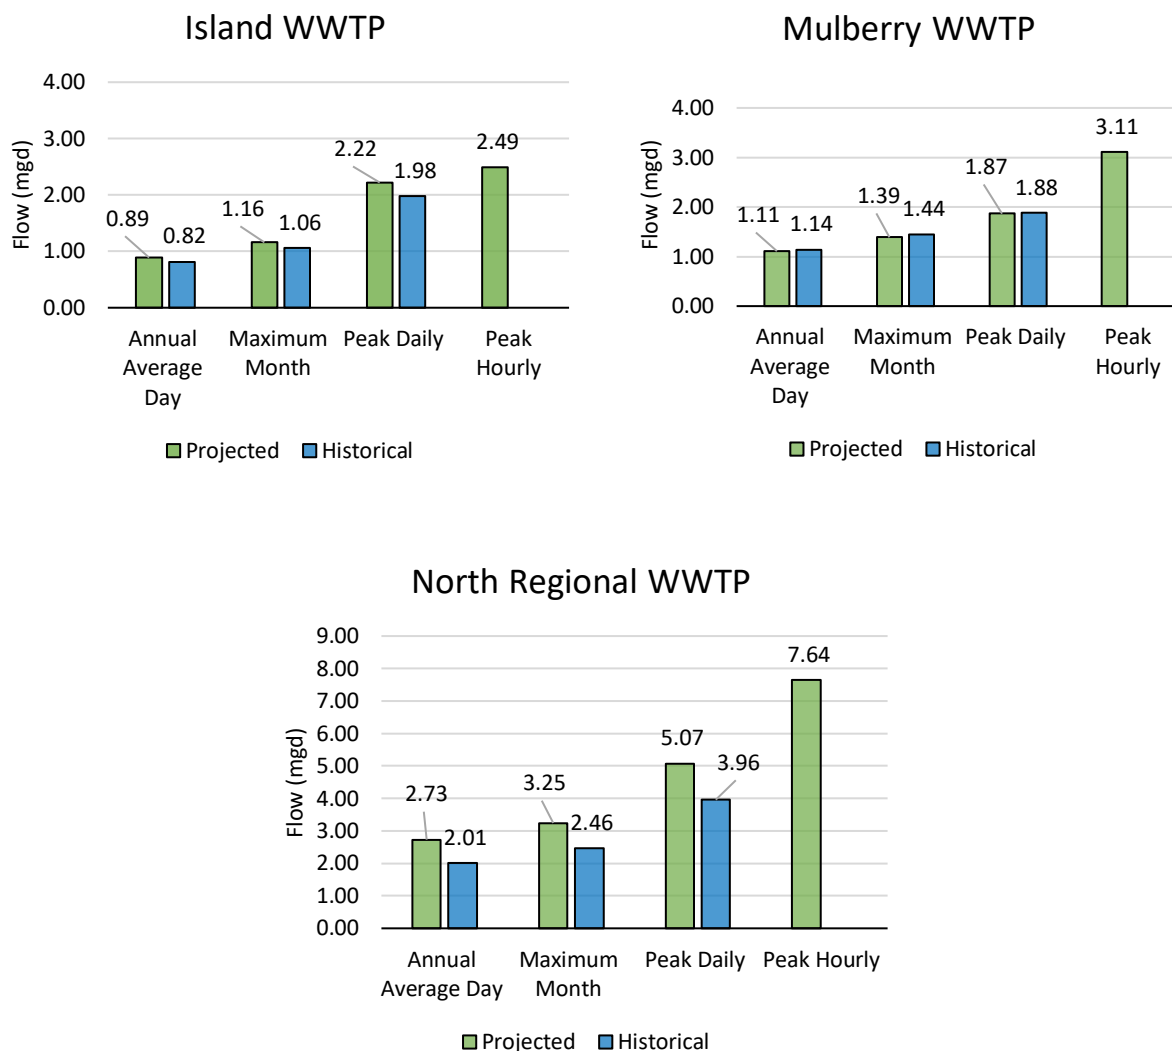 Island WWTP
4.00
3.00
2.00
1.00
0.00
Flow (mgd)
0.89
0.82
1.16
1.06
2.22
1.98
2.49
Annual
Average
Day
Maximum
Month
Peak Daily
Peak
Hourly
Projected
Historical
Mulberry WWTP
4.00
3.00
2.00
1.00
0.00
Flow (mgd)
1.11
1.14
1.39
1.44
1.87
1.88
3.11
Annual
Average
Day
Maximum
Month
Peak Daily
Peak
Hourly
Projected
Historical
North Regional WWTP
9.00
8.00
7.00
6.00
5.00
4.00
3.00
2.00
1.00
0.00
Flow (mgd)
2.73
2.01
3.25
2.46
5.07
3.96
7.64
Annual
Average Day
Maximum
Month
Peak Daily
Peak Hourly
Projected
Historical